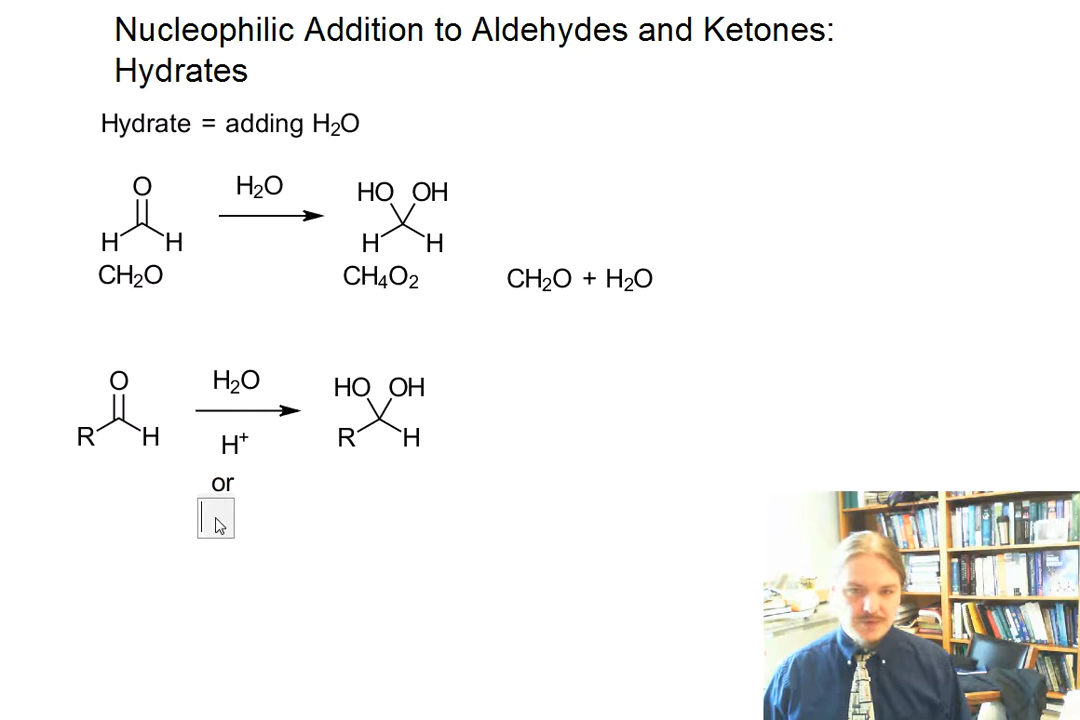 Nucleophilic Addition to Aldehydes and Ketones:
Hydrates
Hydrate = adding H₂O
O
H₂O
HO OH
H H
H H
CH₂O
CH₄O₂
CH₂O + H₂O
O
H₂O
HO OH
R H
H⁺
R H
or